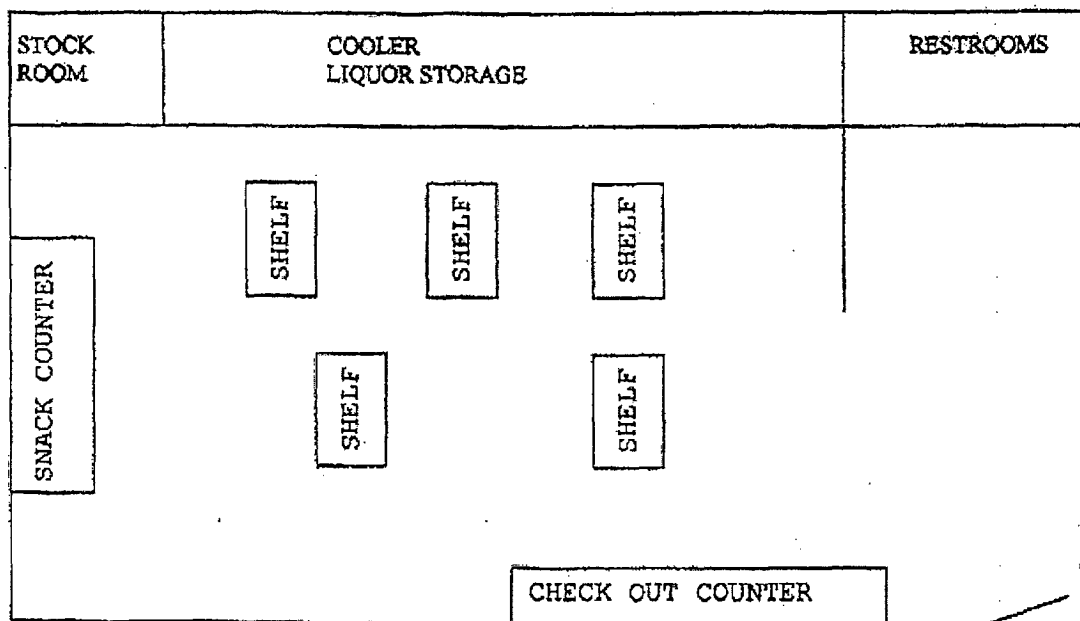 STOCK
ROOM
COOLER
LIQUOR STORAGE
RESTROOMS
SHELF
SHELF
SHELF
SNACK COUNTER
SHELF
SHELF
CHECK OUT COUNTER